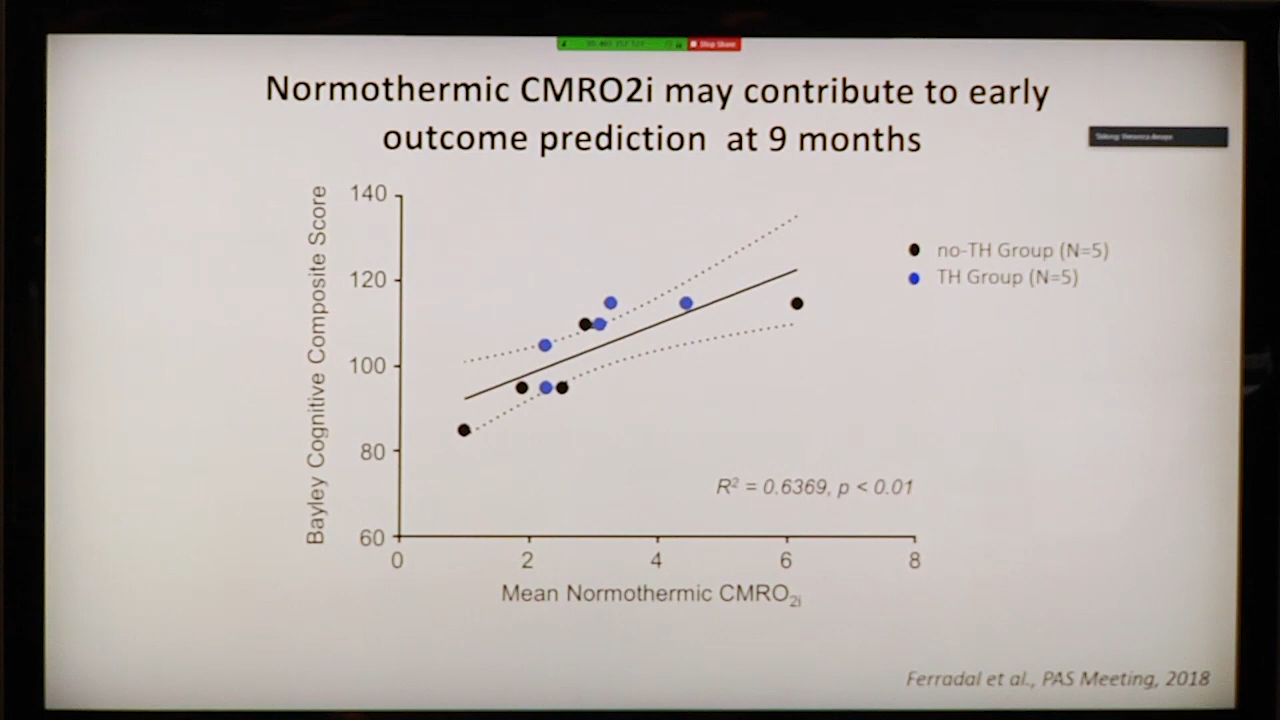 Stop Share
Normothermic CMRO2i may contribute to early
outcome prediction at 9 months
Bayley Cognitive Composite Score
140
120
100
80
60
0
2
4
6
8
Mean Normothermic CMRO2i
no-TH Group (N=5)
TH Group (N=5)
R² = 0.6369, p < 0.01
Ferradal et al., PAS Meeting, 2018